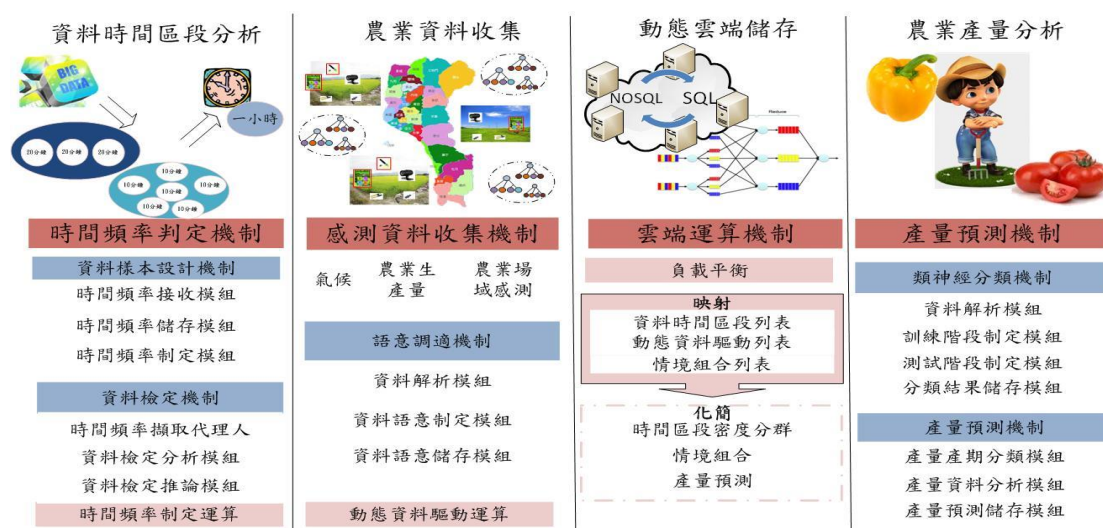 資料時間區段分析
BIG
DATA
一小時
20分鐘
20分鐘
20分鐘
10分鐘
10分鐘
10分鐘
10分鐘
10分鐘
10分鐘
時間頻率判定機制
資料樣本設計機制
時間頻率接收模組
時間頻率儲存模組
時間頻率制定模組
資料檢定機制
時間頻率擷取代理人
資料檢定分析模組
資料檢定推論模組
時間頻率制定運算
農業資料收集
感測資料收集機制
氣候
農業生
產量
農業場
域感測
語意調適機制
資料解析模組
資料語意制定模組
資料語意儲存模組
動態資料驅動運算
動態雲端儲存
NOSQL
SQL
雲端運算機制
負載平衡
映射
資料時間區段列表
動態資料驅動列表
情境組合列表
化簡
時間區段密度分群
情境組合
產量預測
農業產量分析
產量預測機制
類神經分類機制
資料解析模組
訓練階段制定模組
測試階段制定模組
分類結果儲存模組
產量預測機制
產量產期分類模組
產量資料分析模組
產量預測儲存模組